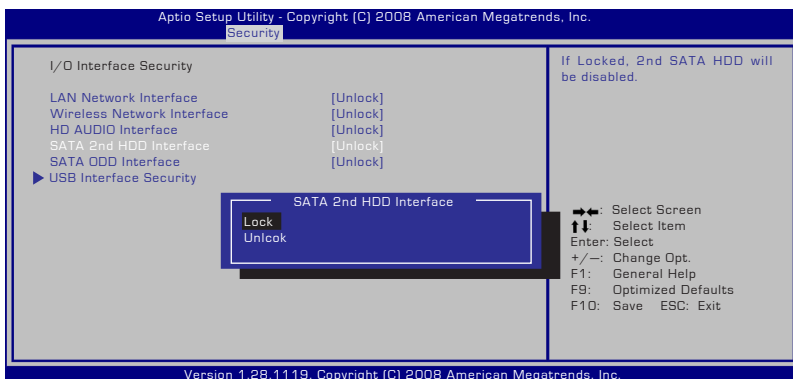 Aptio Setup Utility - Copyright (C) 2008 American Megatrends, Inc.
Security
I/O Interface Security
LAN Network Interface [Unlock]
Wireless Network Interface [Unlock]
HD AUDIO Interface [Unlock]
SATA 2nd HDD Interface [Unlock]
SATA ODD Interface [Unlock]
USB Interface Security
SATA 2nd HDD Interface
Lock
Unlcok
If Locked, 2nd SATA HDD will
be disabled.
→←: Select Screen
↑↓: Select Item
Enter: Select
+/—: Change Opt.
F1: General Help
F9: Optimized Defaults
F10: Save ESC: Exit
Version 1.28.1119. Copyright (C) 2008 American Megatrends, Inc.